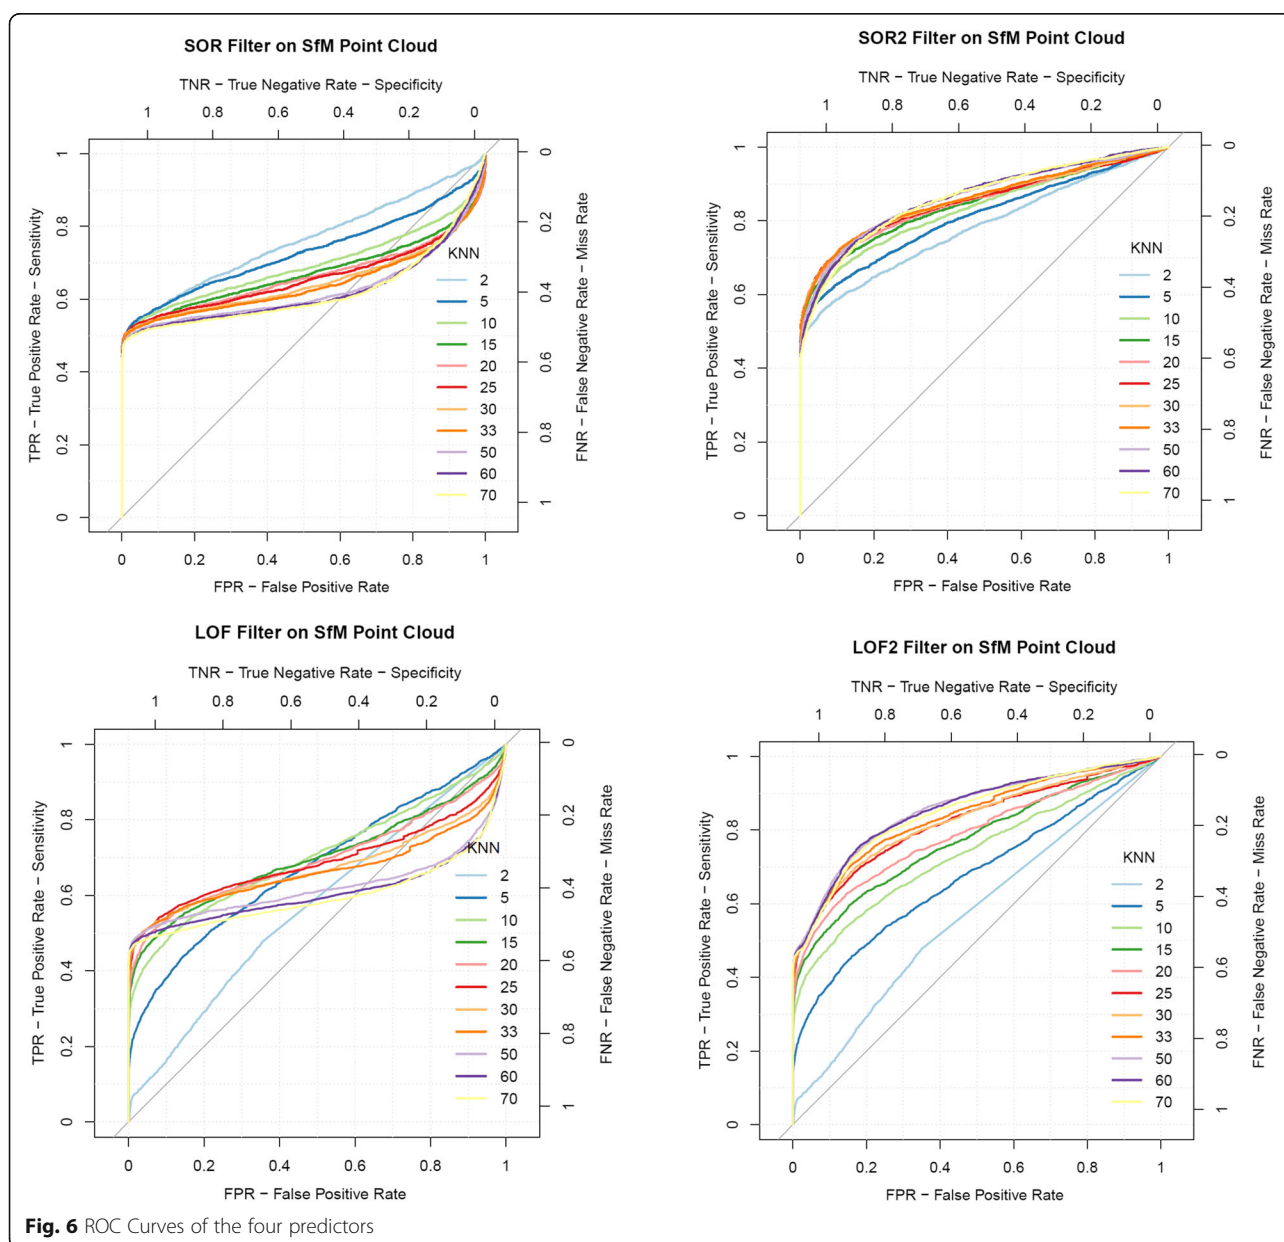 SOR Filter on SfM Point Cloud
TNR − True Negative Rate − Specificity
1 0.8 0.6 0.4 0.2 0
TPR − True Positive Rate − Sensitivity
0 0.2 0.4 0.6 0.8 1
FNR − False Negative Rate − Miss Rate
0 0.2 0.4 0.6 0.8 1
KNN
2
5
10
15
20
25
30
33
50
60
70
0 0.2 0.4 0.6 0.8 1
FPR − False Positive Rate
SOR2 Filter on SfM Point Cloud
TNR − True Negative Rate − Specificity
1 0.8 0.6 0.4 0.2 0
TPR − True Positive Rate − Sensitivity
0 0.2 0.4 0.6 0.8 1
FNR − False Negative Rate − Miss Rate
0 0.2 0.4 0.6 0.8 1
KNN
2
5
10
15
20
25
30
33
50
60
70
0 0.2 0.4 0.6 0.8 1
FPR − False Positive Rate
LOF Filter on SfM Point Cloud
TNR − True Negative Rate − Specificity
1 0.8 0.6 0.4 0.2 0
TPR − True Positive Rate − Sensitivity
0 0.2 0.4 0.6 0.8 1
FNR − False Negative Rate − Miss Rate
0 0.2 0.4 0.6 0.8 1
KNN
2
5
10
15
20
25
30
33
50
60
70
0 0.2 0.4 0.6 0.8 1
FPR − False Positive Rate
LOF2 Filter on SfM Point Cloud
TNR − True Negative Rate − Specificity
1 0.8 0.6 0.4 0.2 0
TPR − True Positive Rate − Sensitivity
0 0.2 0.4 0.6 0.8 1
FNR − False Negative Rate − Miss Rate
0 0.2 0.4 0.6 0.8 1
KNN
2
5
10
15
20
25
30
33
50
60
70
0 0.2 0.4 0.6 0.8 1
FPR − False Positive Rate
Fig. 6 ROC Curves of the four predictors